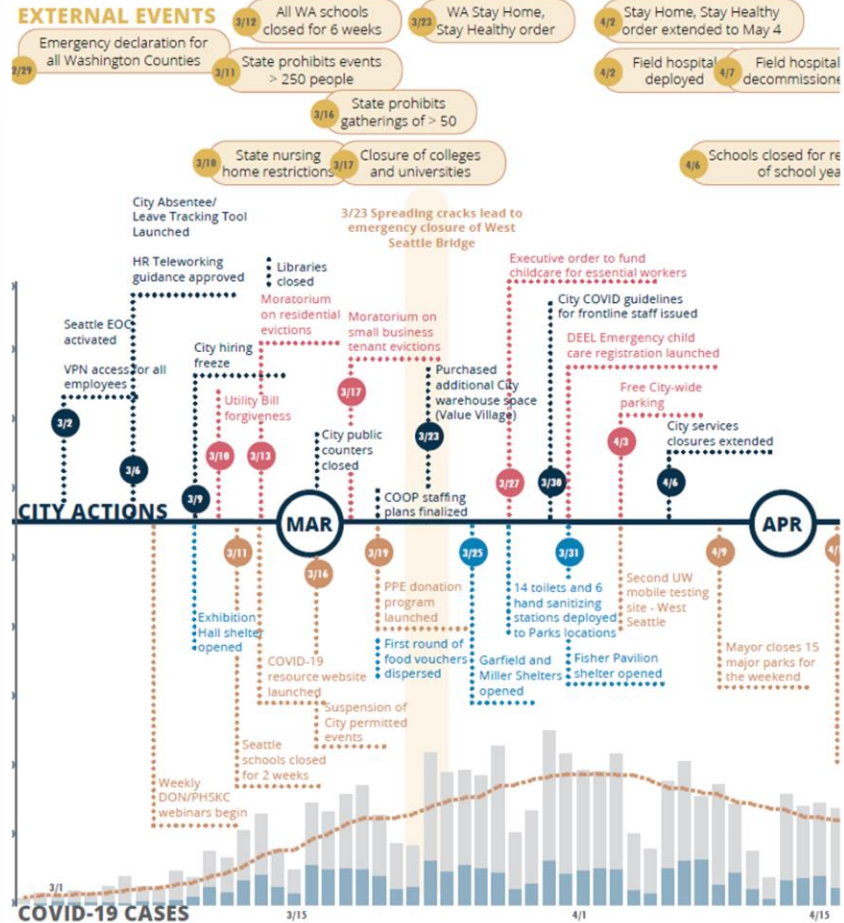 EXTERNAL EVENTS
3/12
All WA schools
closed for 6 weeks
3/23
WA Stay Home,
Stay Healthy order
4/2
Stay Home, Stay Healthy
order extended to May 4
2/29
Emergency declaration for
all Washington Counties
3/11
State prohibits events
> 250 people
4/2
Field hospital
deployed
4/7
Field hospital
decommissione
3/16
State prohibits
gatherings of > 50
3/10
State nursing
home restrictions
3/17
Closure of colleges
and universities
4/6
Schools closed for re
of school yea
City Absentee/
Leave Tracking Tool
Launched
3/23 Spreading cracks lead to
emergency closure of West
Seattle Bridge
HR Teleworking
guidance approved
Libraries
closed
Executive order to fund
childcare for essential workers
Moratorium
on residential
evictions
City COVID guidelines
for frontline staff issued
Seattle EOC
activated
Moratorium on
small business
tenant evictions
DEEL Emergency child
care registration launched
City hiring
freeze
VPN access for all
employees
Purchased
additional City
warehouse space
(Value Village)
Free City-wide
parking
Utility Bill
forgiveness
City public
counters
closed
City services
closures extended
3/2
3/6
3/9
3/10
3/13
3/17
3/23
3/27
3/30
4/3
4/6
COOP staffing
plans finalized
CITY ACTIONS
MAR
APR
3/11
3/16
3/19
3/25
3/31
4/9
4/1
PPE donation
program
launched
14 toilets and 6
hand sanitizing
stations deployed
to Parks locations
Second UW
mobile testing
site - West
Seattle
Exhibition
Hall shelter
opened
First round of
food vouchers
dispersed
Garfield and
Miller Shelters
opened
Fisher Pavilion
shelter opened
Mayor closes 15
major parks for
the weekend
COVID-19
resource website
launched
Suspension of
City permitted
events
Seattle
schools closed
for 2 weeks
Weekly
DON/PHSKC
webinars begin
3/1
3/15
4/1
4/15
COVID-19 CASES